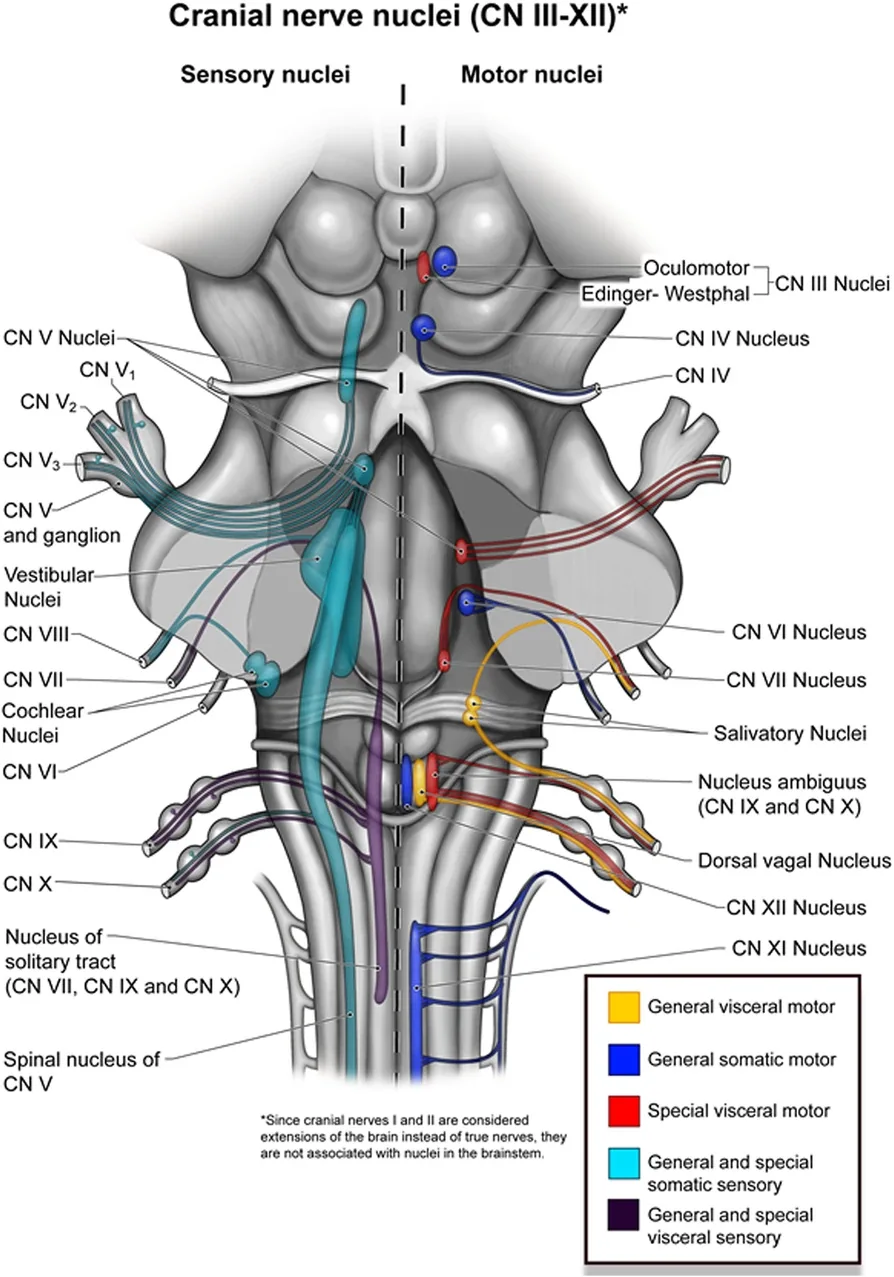 Cranial nerve nuclei (CN III-XII)*
Sensory nuclei
Motor nuclei
Oculomotor
Edinger- Westphal
CN III Nuclei
CN IV Nucleus
CN IV
CN V Nuclei
CN V1
CN V2
CN V3
CN V
and ganglion
Vestibular
Nuclei
CN VIII
CN VII
Cochlear
Nuclei
CN VI
CN IX
CN X
Nucleus of
solitary tract
(CN VII, CN IX and CN X)
Spinal nucleus of
CN V
CN VI Nucleus
CN VII Nucleus
Salivatory Nuclei
Nucleus ambiguus
(CN IX and CN X)
Dorsal vagal Nucleus
CN XII Nucleus
CN XI Nucleus
General visceral motor
General somatic motor
Special visceral motor
General and special
somatic sensory
General and special
visceral sensory
*Since cranial nerves I and II are considered
extensions of the brain instead of true nerves, they
are not associated with nuclei in the brainstem.